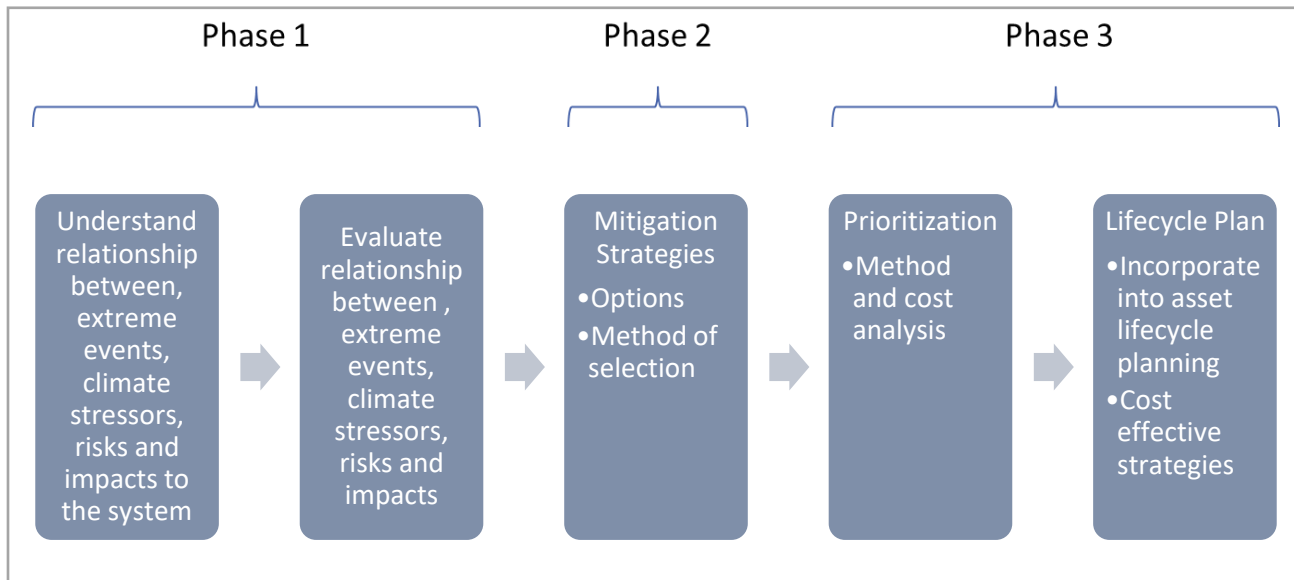 Phase 1
Phase 2
Phase 3
Understand
relationship
between,
extreme
events,
climate
stressors,
risks and
impacts to
the system
Evaluate
relationship
between ,
extreme
events,
climate
stressors,
risks and
impacts
Mitigation
Strategies
•Options
•Method of
selection
Prioritization
•Method
and cost
analysis
Lifecycle Plan
•Incorporate
into asset
lifecycle
planning
•Cost
effective
strategies